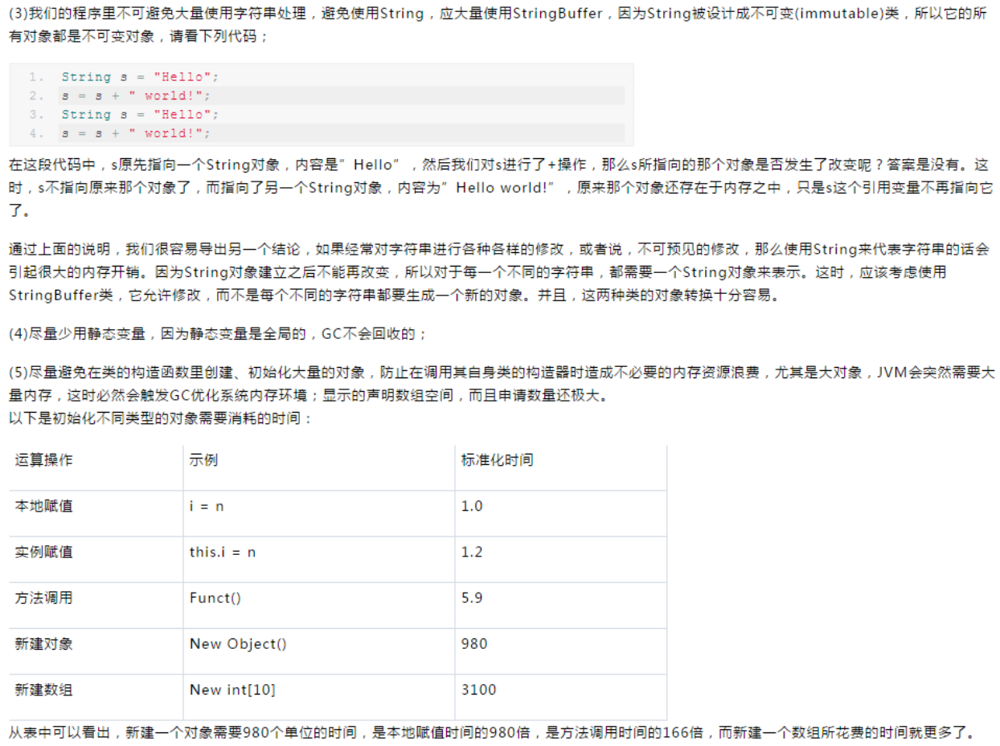 (3)我们的程序里不可避免大量使用字符串处理，避免使用String，应大量使用StringBuffer，因为String被设计成不可变(immutable)类，所以它的所
有对象都是不可变对象，请看下列代码；
1. String s = "Hello";
2. s = s + " world!";
3. String s = "Hello";
4. s = s + " world!";
在这段代码中，s原先指向一个String对象，内容是”Hello”，然后我们对s进行了+操作，那么s所指向的那个对象是否发生了改变呢？答案是没有。这
时，s不指向原来那个对象了，而指向了另一个String对象，内容为”Hello world!”，原来那个对象还存在于内存之中，只是s这个引用变量不再指向它
了。
通过上面的说明，我们很容易导出另一个结论，如果经常对字符串进行各种各样的修改，或者说，不可预见的修改，那么使用String来代表字符串的话会
引起很大的内存开销。因为String对象建立之后不能再改变，所以对于每一个不同的字符串，都需要一个String对象来表示。这时，应该考虑使用
StringBuffer类，它允许修改，而不是每个不同的字符串都要生成一个新的对象。并且，这两种类的对象转换十分容易。
(4)尽量少用静态变量，因为静态变量是全局的，GC不会回收的；
(5)尽量避免在类的构造函数里创建、初始化大量的对象，防止在调用其自身类的构造器时造成不必要的内存资源浪费，尤其是大对象，JVM会突然需要大
量内存，这时必然会触发GC优化系统内存环境；显示的声明数组空间，而且申请数量还极大。
以下是初始化不同类型的对象需要消耗的时间：
运算操作 示例 标准化时间
本地赋值 i = n 1.0
实例赋值 this.i = n 1.2
方法调用 Funct() 5.9
新建对象 New Object() 980
新建数组 New int[10] 3100
从表中可以看出，新建一个对象需要980个单位的时间，是本地赋值时间的980倍，是方法调用时间的166倍，而新建一个数组所花费的时间就更多了。